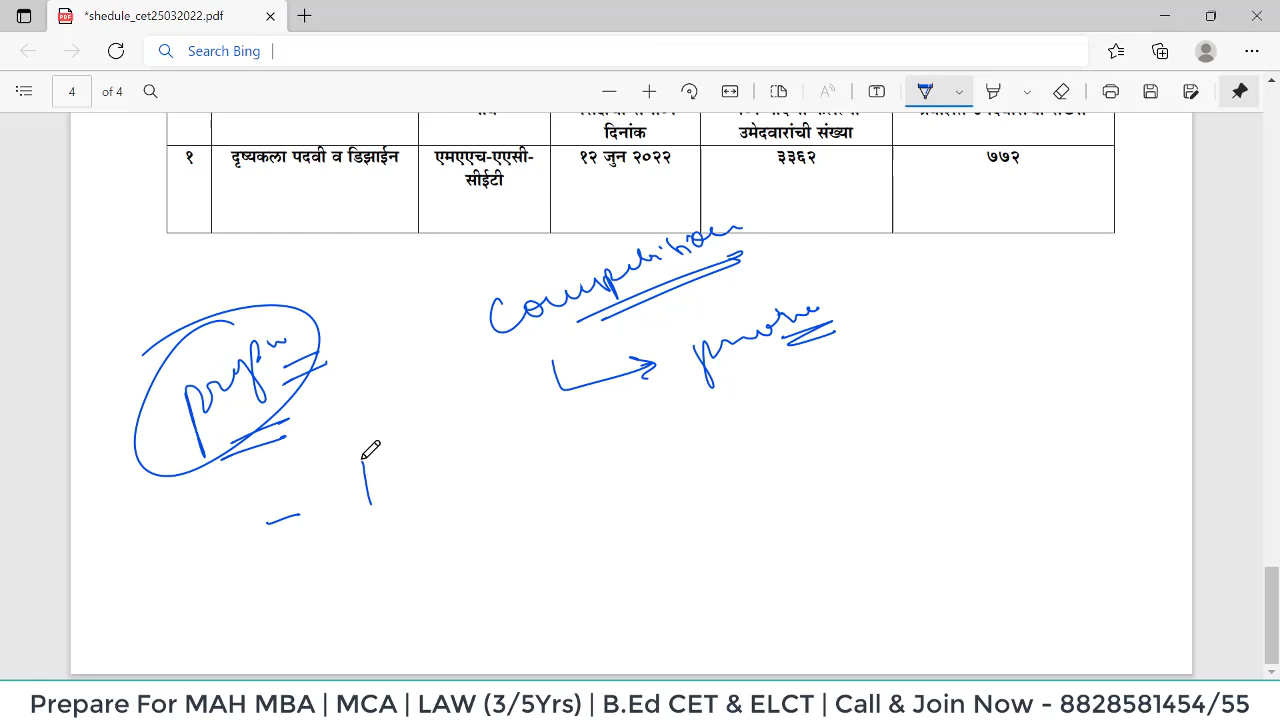 *shedule_cet25032022.pdf
Search Bing
4 of 4
दिनांक
उमेदवारांची संख्या
१ दृष्यकला पदवी व डिझाईन एमएएच-एएसी- १२ जुन २०२२ ३३६२ ७७२
सीईटी
Competition
Prepare For MAH MBA | MCA | LAW (3/5Yrs) | B.Ed CET & ELCT | Call & Join Now - 8828581454/55